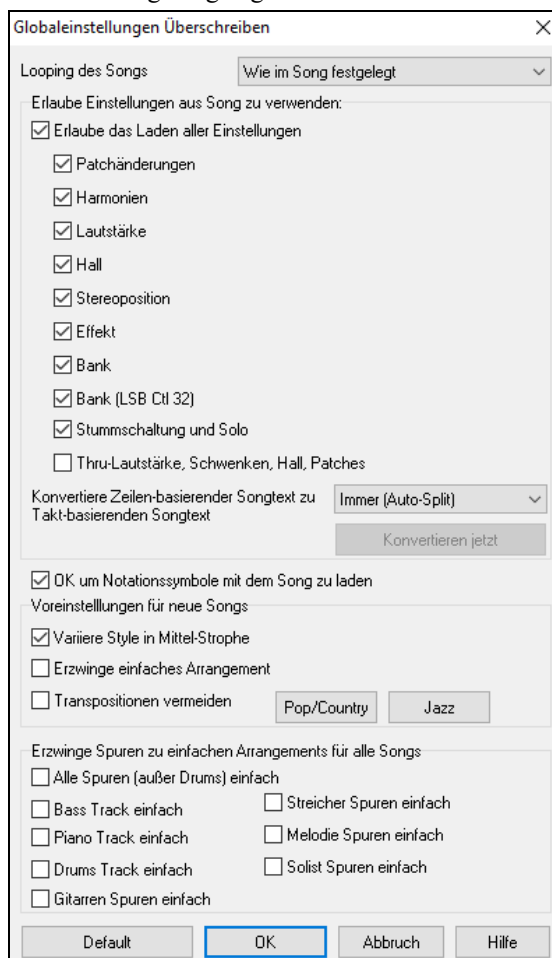 Globaleinstellungen Überschreiben
Looping des Songs Wie im Song festgelegt
Erlaube Einstellungen aus Song zu verwenden:
Erlaube das Laden aller Einstellungen
Patchänderungen
Harmonien
Lautstärke
Hall
Stereoposition
Effekt
Bank
Bank (LSB Ctl 32)
Stummschaltung und Solo
Thru-Lautstärke, Schwenken, Hall, Patches
Konvertiere Zeilen-basierender Songtext zu
Takt-basierenden Songtext
Immer (Auto-Split)
Konvertieren jetzt
OK um Notationssymbole mit dem Song zu laden
Voreinstlllungen für neue Songs
Variiere Style in Mittel-Strophe
Erzwinge einfaches Arrangement
Transpositionen vermeiden Pop/Country Jazz
Erzwinge Spuren zu einfachen Arrangements für alle Songs
Alle Spuren (außer Drums) einfach
Bass Track einfach Streicher Spuren einfach
Piano Track einfach Melodie Spuren einfach
Drums Track einfach Solist Spuren einfach
Gitarren Spuren einfach
Default OK Abbruch Hilfe